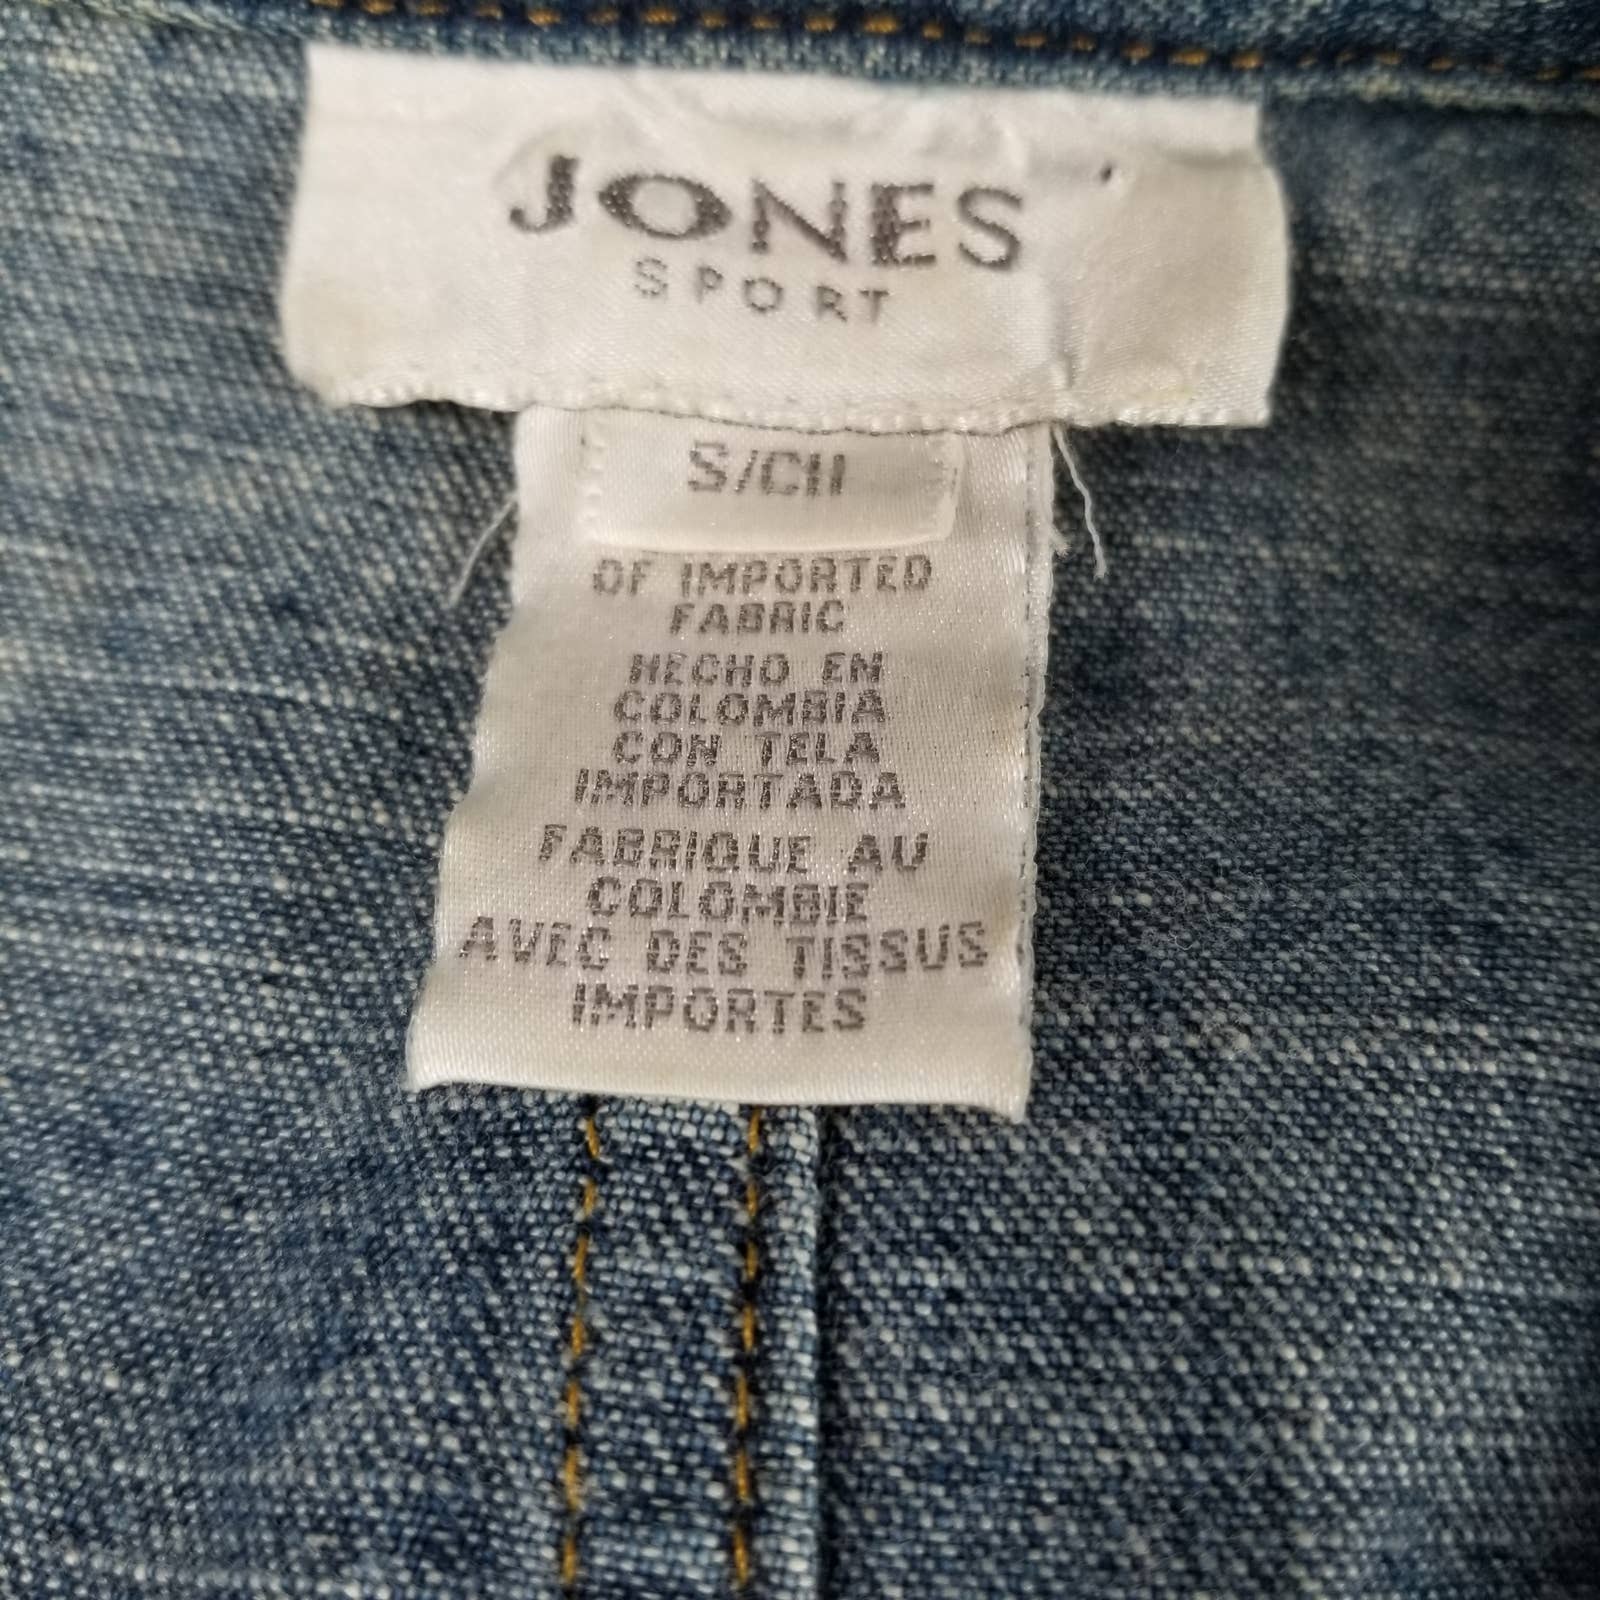 JONES
SPORT
S/CH
OF IMPORTED
FABRIC
HECHO EN
COLOMBIA
CON TELA
IMPORTADA
FABRIQUE AU
COLOMBIE
AVEC DES TISSUS
IMPORTES